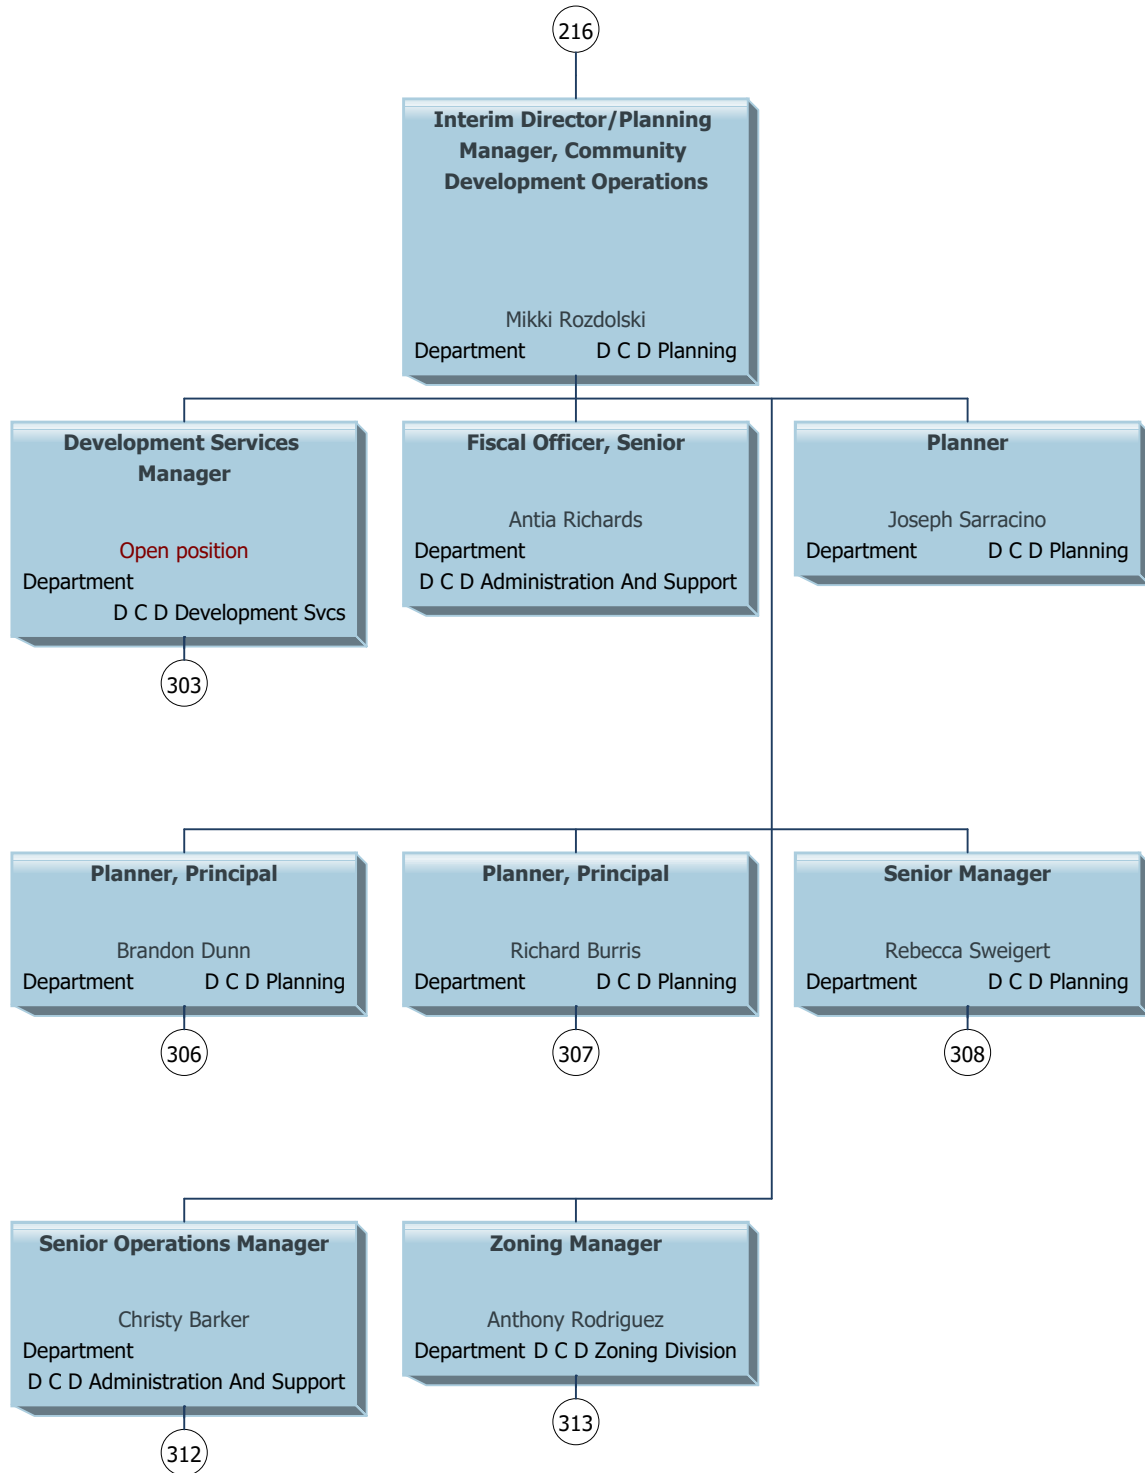 216
Interim Director/Planning
Manager, Community
Development Operations
Mikki Rozdolski
Department D C D Planning
Development Services
Manager
Open position
Department
D C D Development Svcs
303
Fiscal Officer, Senior
Antia Richards
Department
D C D Administration And Support
Planner
Joseph Sarracino
Department D C D Planning
Planner, Principal
Brandon Dunn
Department D C D Planning
306
Planner, Principal
Richard Burris
Department D C D Planning
307
Senior Manager
Rebecca Sweigert
Department D C D Planning
308
Senior Operations Manager
Christy Barker
Department
D C D Administration And Support
312
Zoning Manager
Anthony Rodriguez
Department D C D Zoning Division
313